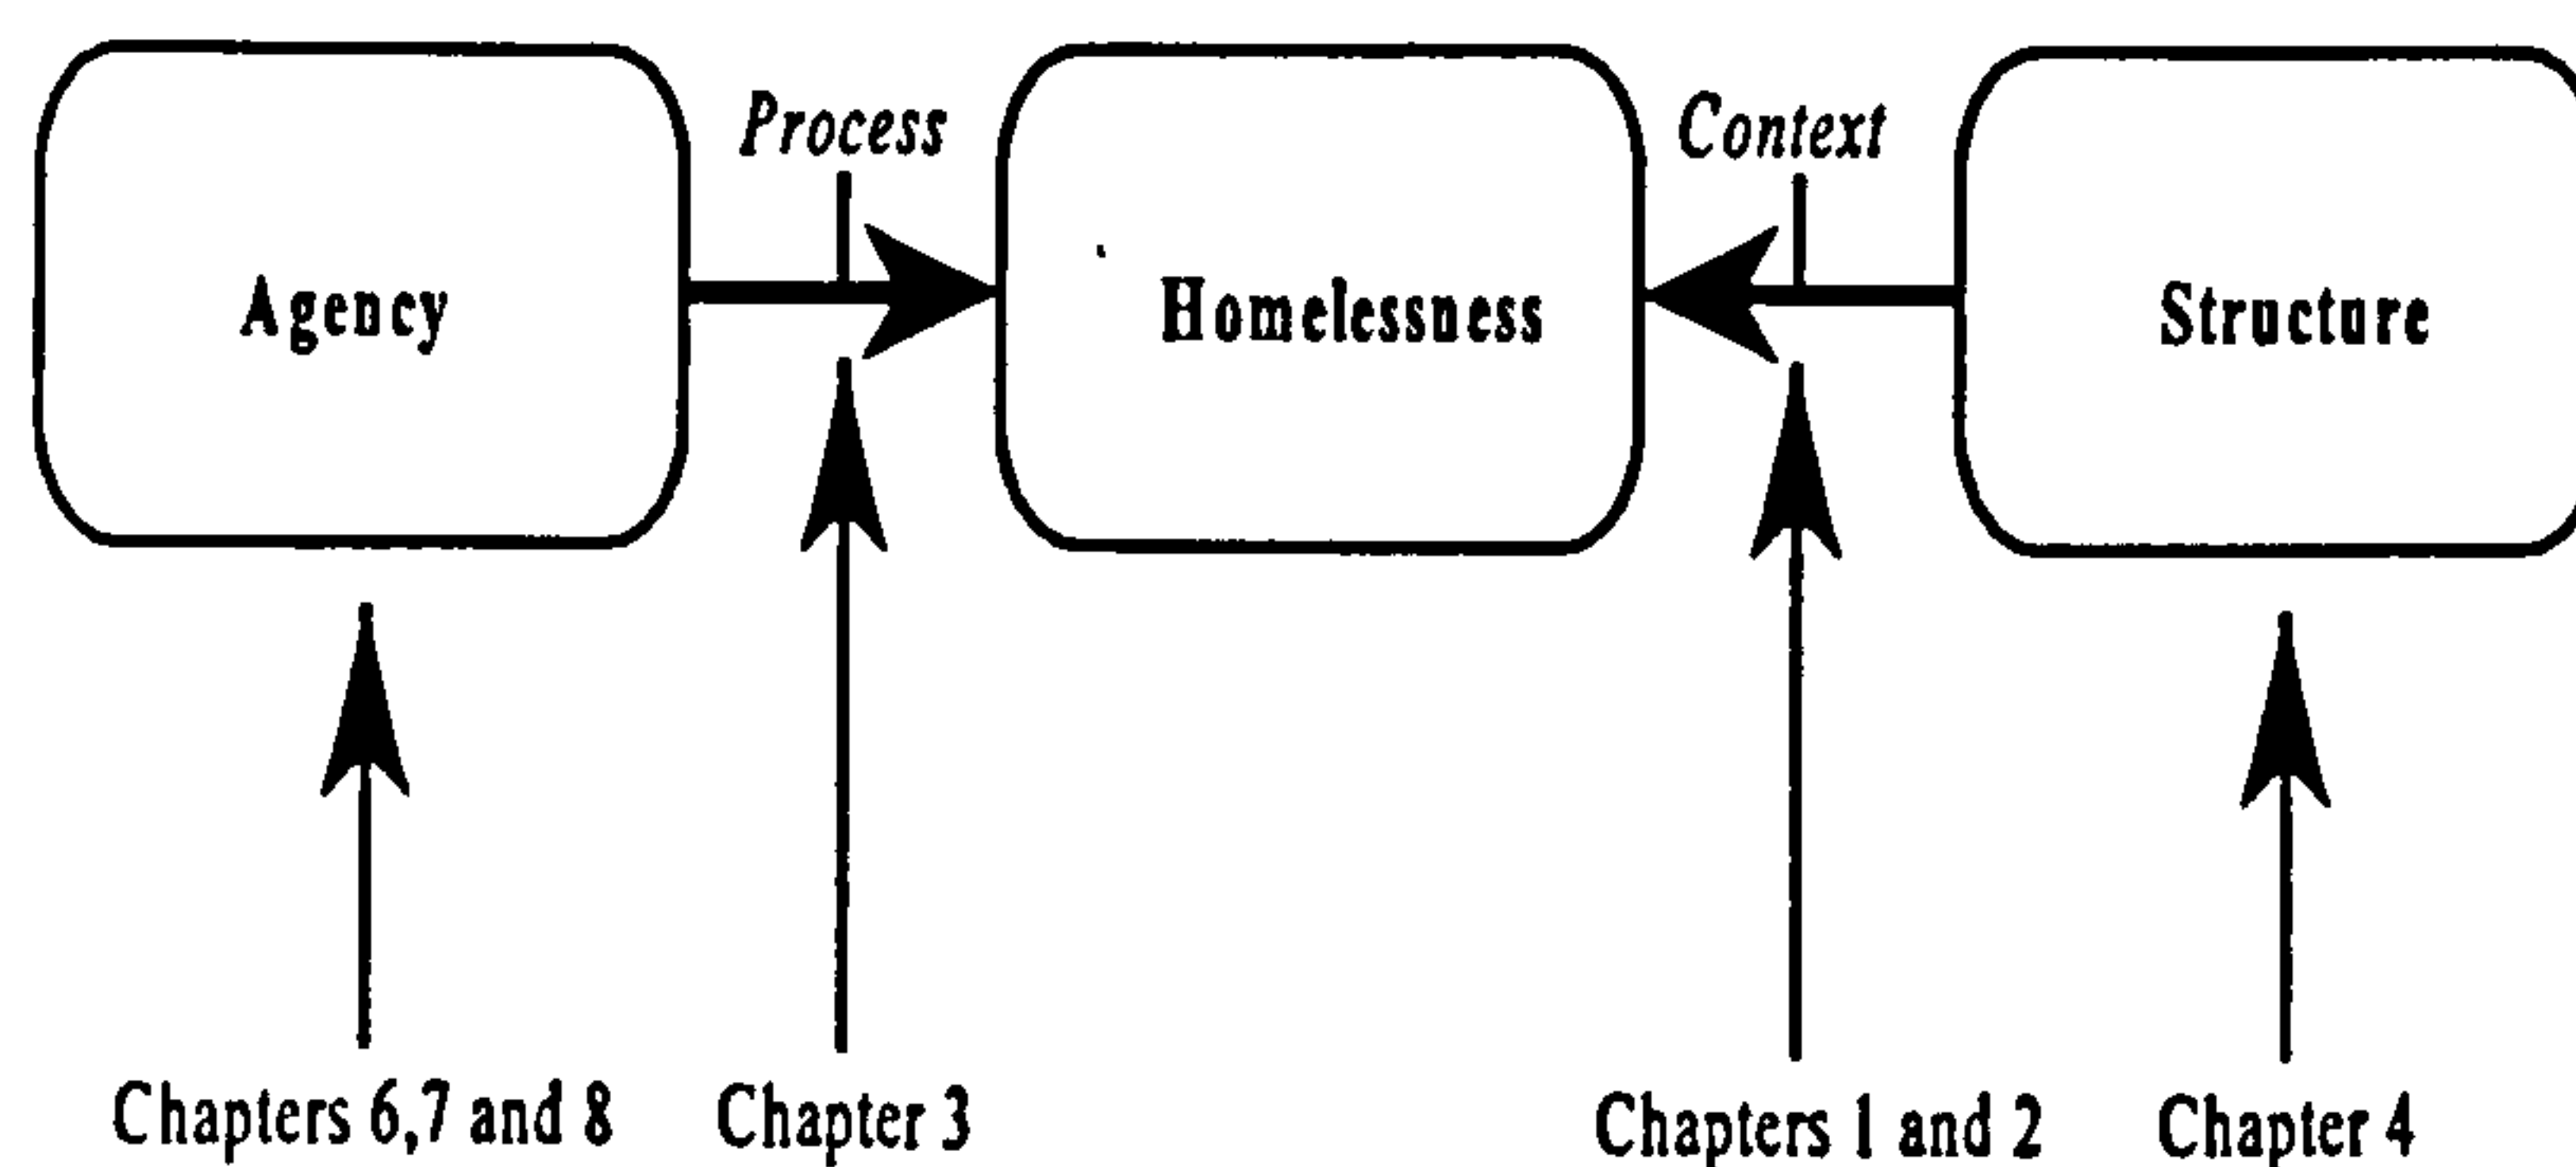 Process
Context
Agency
Homelessness
Structure
Chapters 6,7 and 8
Chapter 3
Chapters 1 and 2
Chapter 4